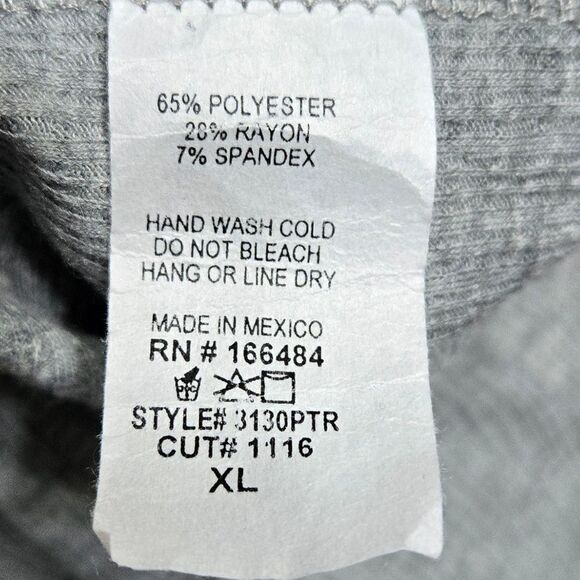 65% POLYESTER
28% RAYON
7% SPANDEX
HAND WASH COLD
DO NOT BLEACH
HANG OR LINE DRY
MADE IN MEXICO
RN # 166484
STYLE# 3130PTR
CUT# 1116
XL